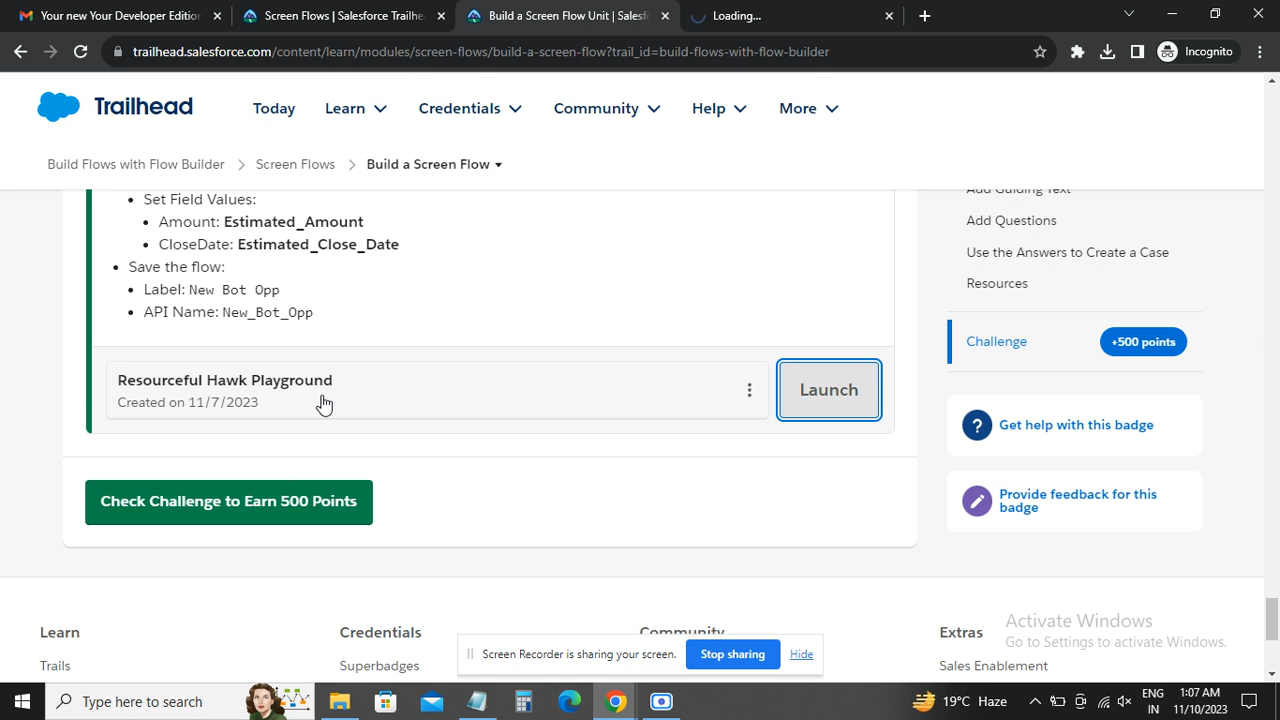 Your new Your Developer Edition
Screen Flows | Salesforce Trailhe
Build a Screen Flow Unit | Salesf
Loading...
trailhead.salesforce.com/content/learn/modules/screen-flows/build-a-screen-flow?trail_id=build-flows-with-flow-builder
Incognito
Trailhead
Today Learn Credentials Community Help More
Build Flows with Flow Builder > Screen Flows > Build a Screen Flow
Set Field Values:
Amount: Estimated_Amount
CloseDate: Estimated_Close_Date
Save the flow:
Label: New Bot Opp
API Name: New_Bot_Opp
Resourceful Hawk Playground
Created on 11/7/2023
Launch
Check Challenge to Earn 500 Points
Add Guiding Text
Add Questions
Use the Answers to Create a Case
Resources
Challenge +500 points
? Get help with this badge
Provide feedback for this
badge
Learn Credentials Community Extras
Trails Superbadges Sales Enablement
Screen Recorder is sharing your screen. Stop sharing Hide
Activate Windows
Go to Settings to activate Windows.
Type here to search
19°C Haze
ENG
IN
1:07 AM
11/10/2023